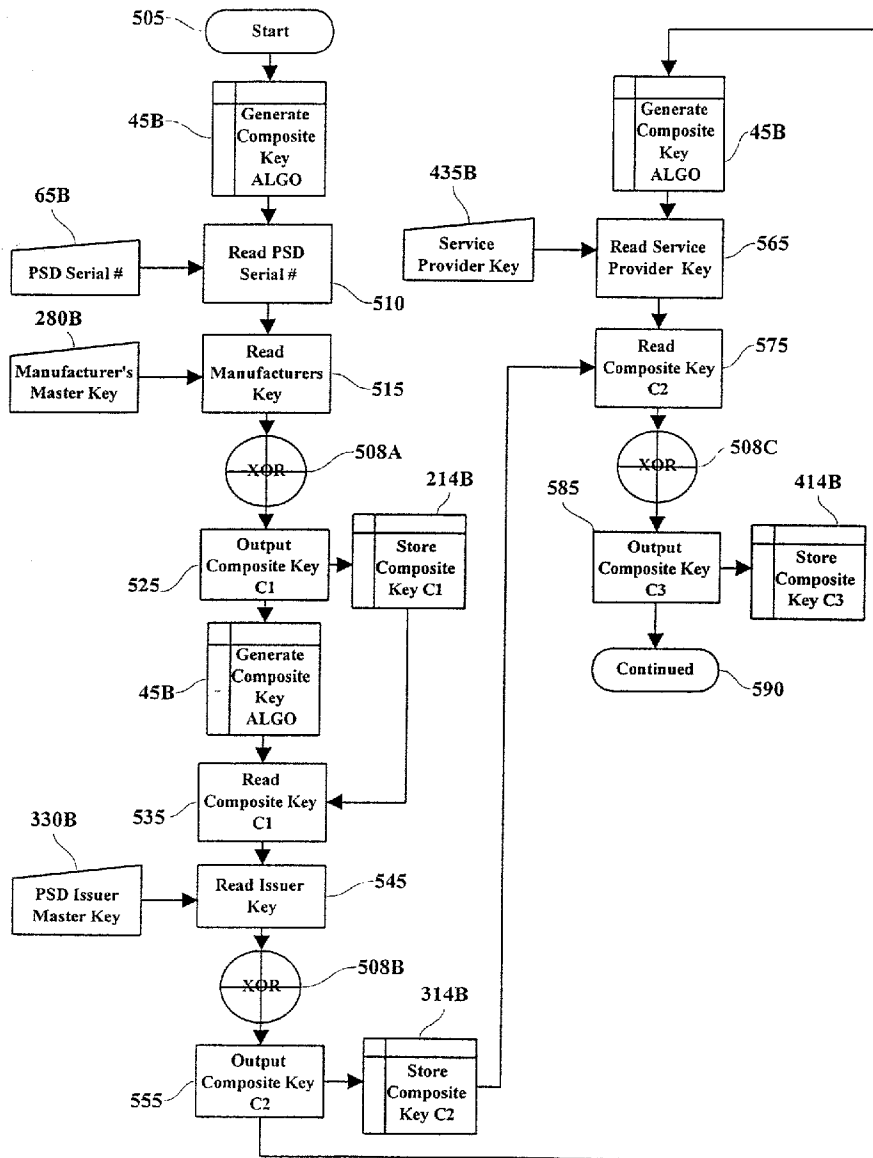 505
Start
45B
Generate
Composite
Key
ALGO
65B
PSD Serial #
Read PSD
Serial #
510
280B
Manufacturer's
Master Key
Read
Manufacturers
Key
515
XOR
508A
214B
Output
Composite Key
C1
525
Store
Composite
Key C1
45B
Generate
Composite
Key
ALGO
Read
Composite Key
C1
535
330B
PSD Issuer
Master Key
Read Issuer
Key
545
XOR
508B
314B
Output
Composite Key
C2
555
Store
Composite
Key C2
Generate
Composite
Key
ALGO
45B
435B
Service
Provider Key
Read Service
Provider Key
565
Read
Composite Key
C2
575
XOR
508C
585
414B
Output
Composite Key
C3
Store
Composite
Key C3
Continued
590